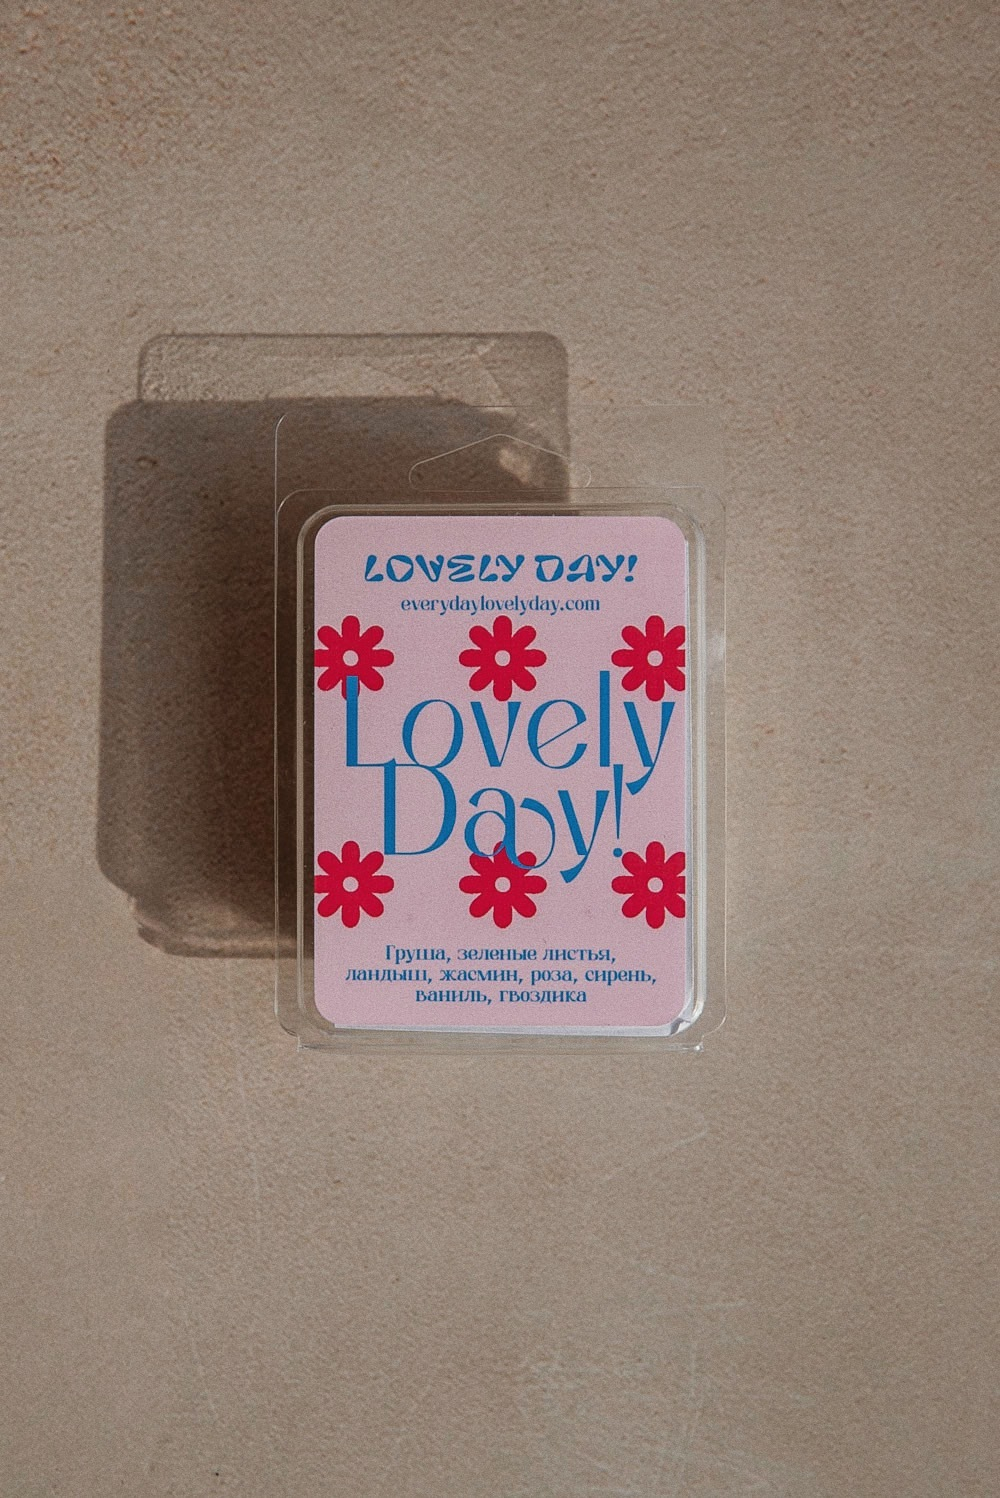 LOVELY DAY!
everydaylovelyday.com
Lovely
Day!
Груша, зеленые листья,
ландыш, жасмин, роза, сирень,
ваниль, гвоздика